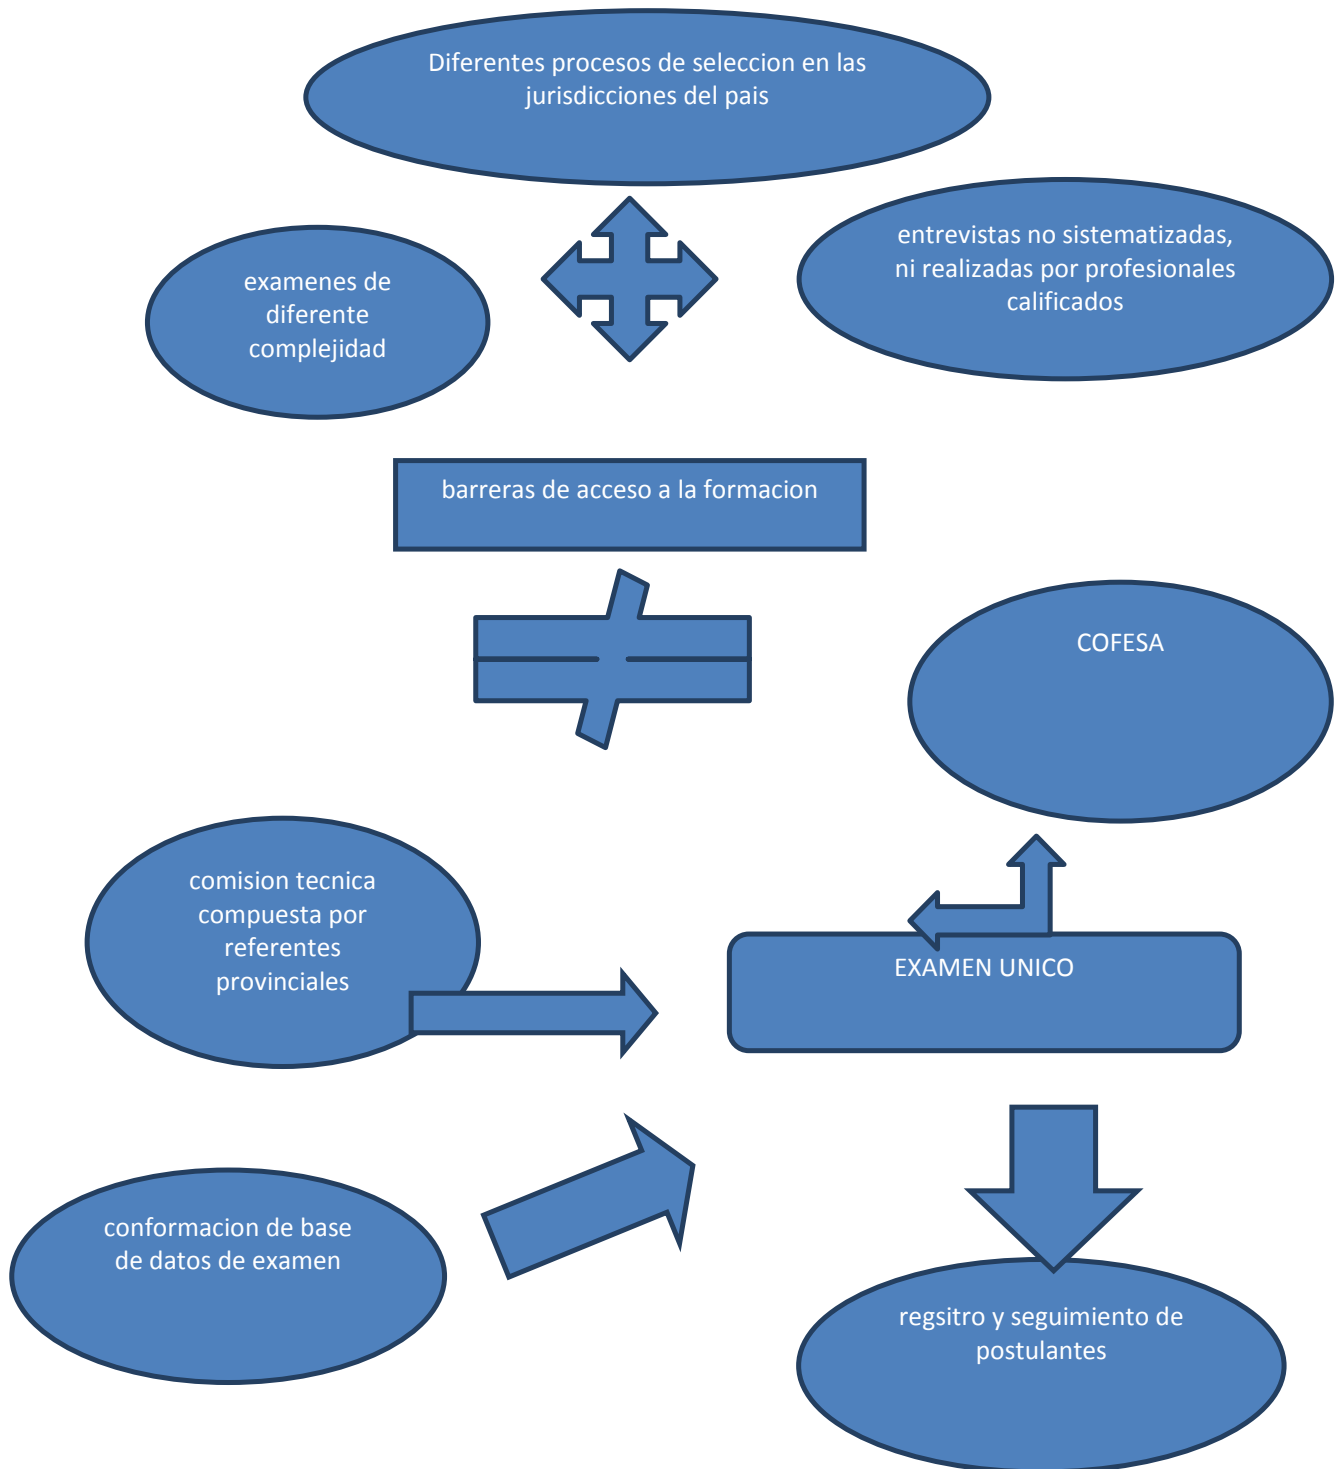 Diferentes procesos de seleccion en las
jurisdicciones del pais
entrevistas no sistematizadas,
ni realizadas por profesionales
calificados
examenes de
diferente
complejidad
barreras de acceso a la formacion
COFESA
comision tecnica
compuesta por
referentes
provinciales
EXAMEN UNICO
conformacion de base
de datos de examen
regsitro y seguimiento de
postulantes